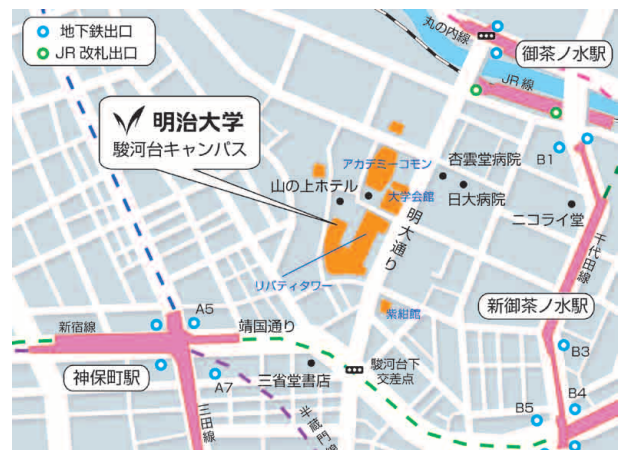 地下鉄出口
JR 改札出口
丸の内線
御茶ノ水駅
JR 線
明治大学
駿河台キャンパス
アカデミーコモン
杏雲堂病院
B1
山の上ホテル
大学会館
日大病院
ニコライ堂
明大通り
千代田線
リバティタワー
紫紺館
新御茶ノ水駅
A5
新宿線
靖国通り
B3
神保町駅
A7
三省堂書店
駿河台下
交差点
B4
B5
三田線
半蔵門線